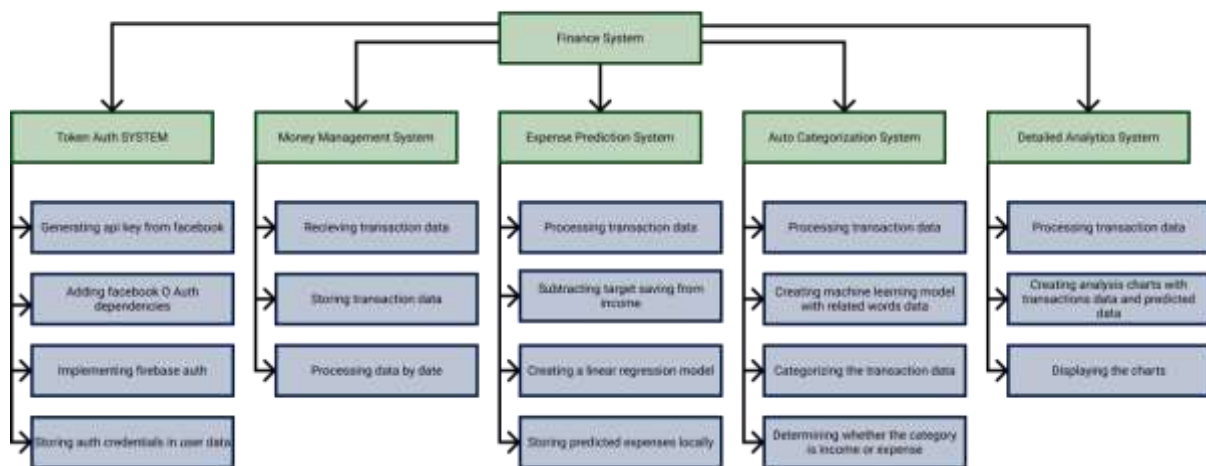 Finance System
Token Auth SYSTEM
Money Management System
Expense Prediction System
Auto Categorization System
Detailed Analytics System
Generating api key from facebook
Recieving transaction data
Processing transaction data
Processing transaction data
Processing transaction data
Adding facebook O Auth
dependencies
Storing transaction data
Subtracting target saving from
income
Creating machine learning model
with related words data
Creating analysis charts with
transactions data and predicted
data
Implementing firebase auth
Processing data by date
Creating a linear regression model
Categorizing the transaction data
Displaying the charts
Storing auth credentials in user data
Storing predicted expenses locally
Determining whether the category
is income or expense